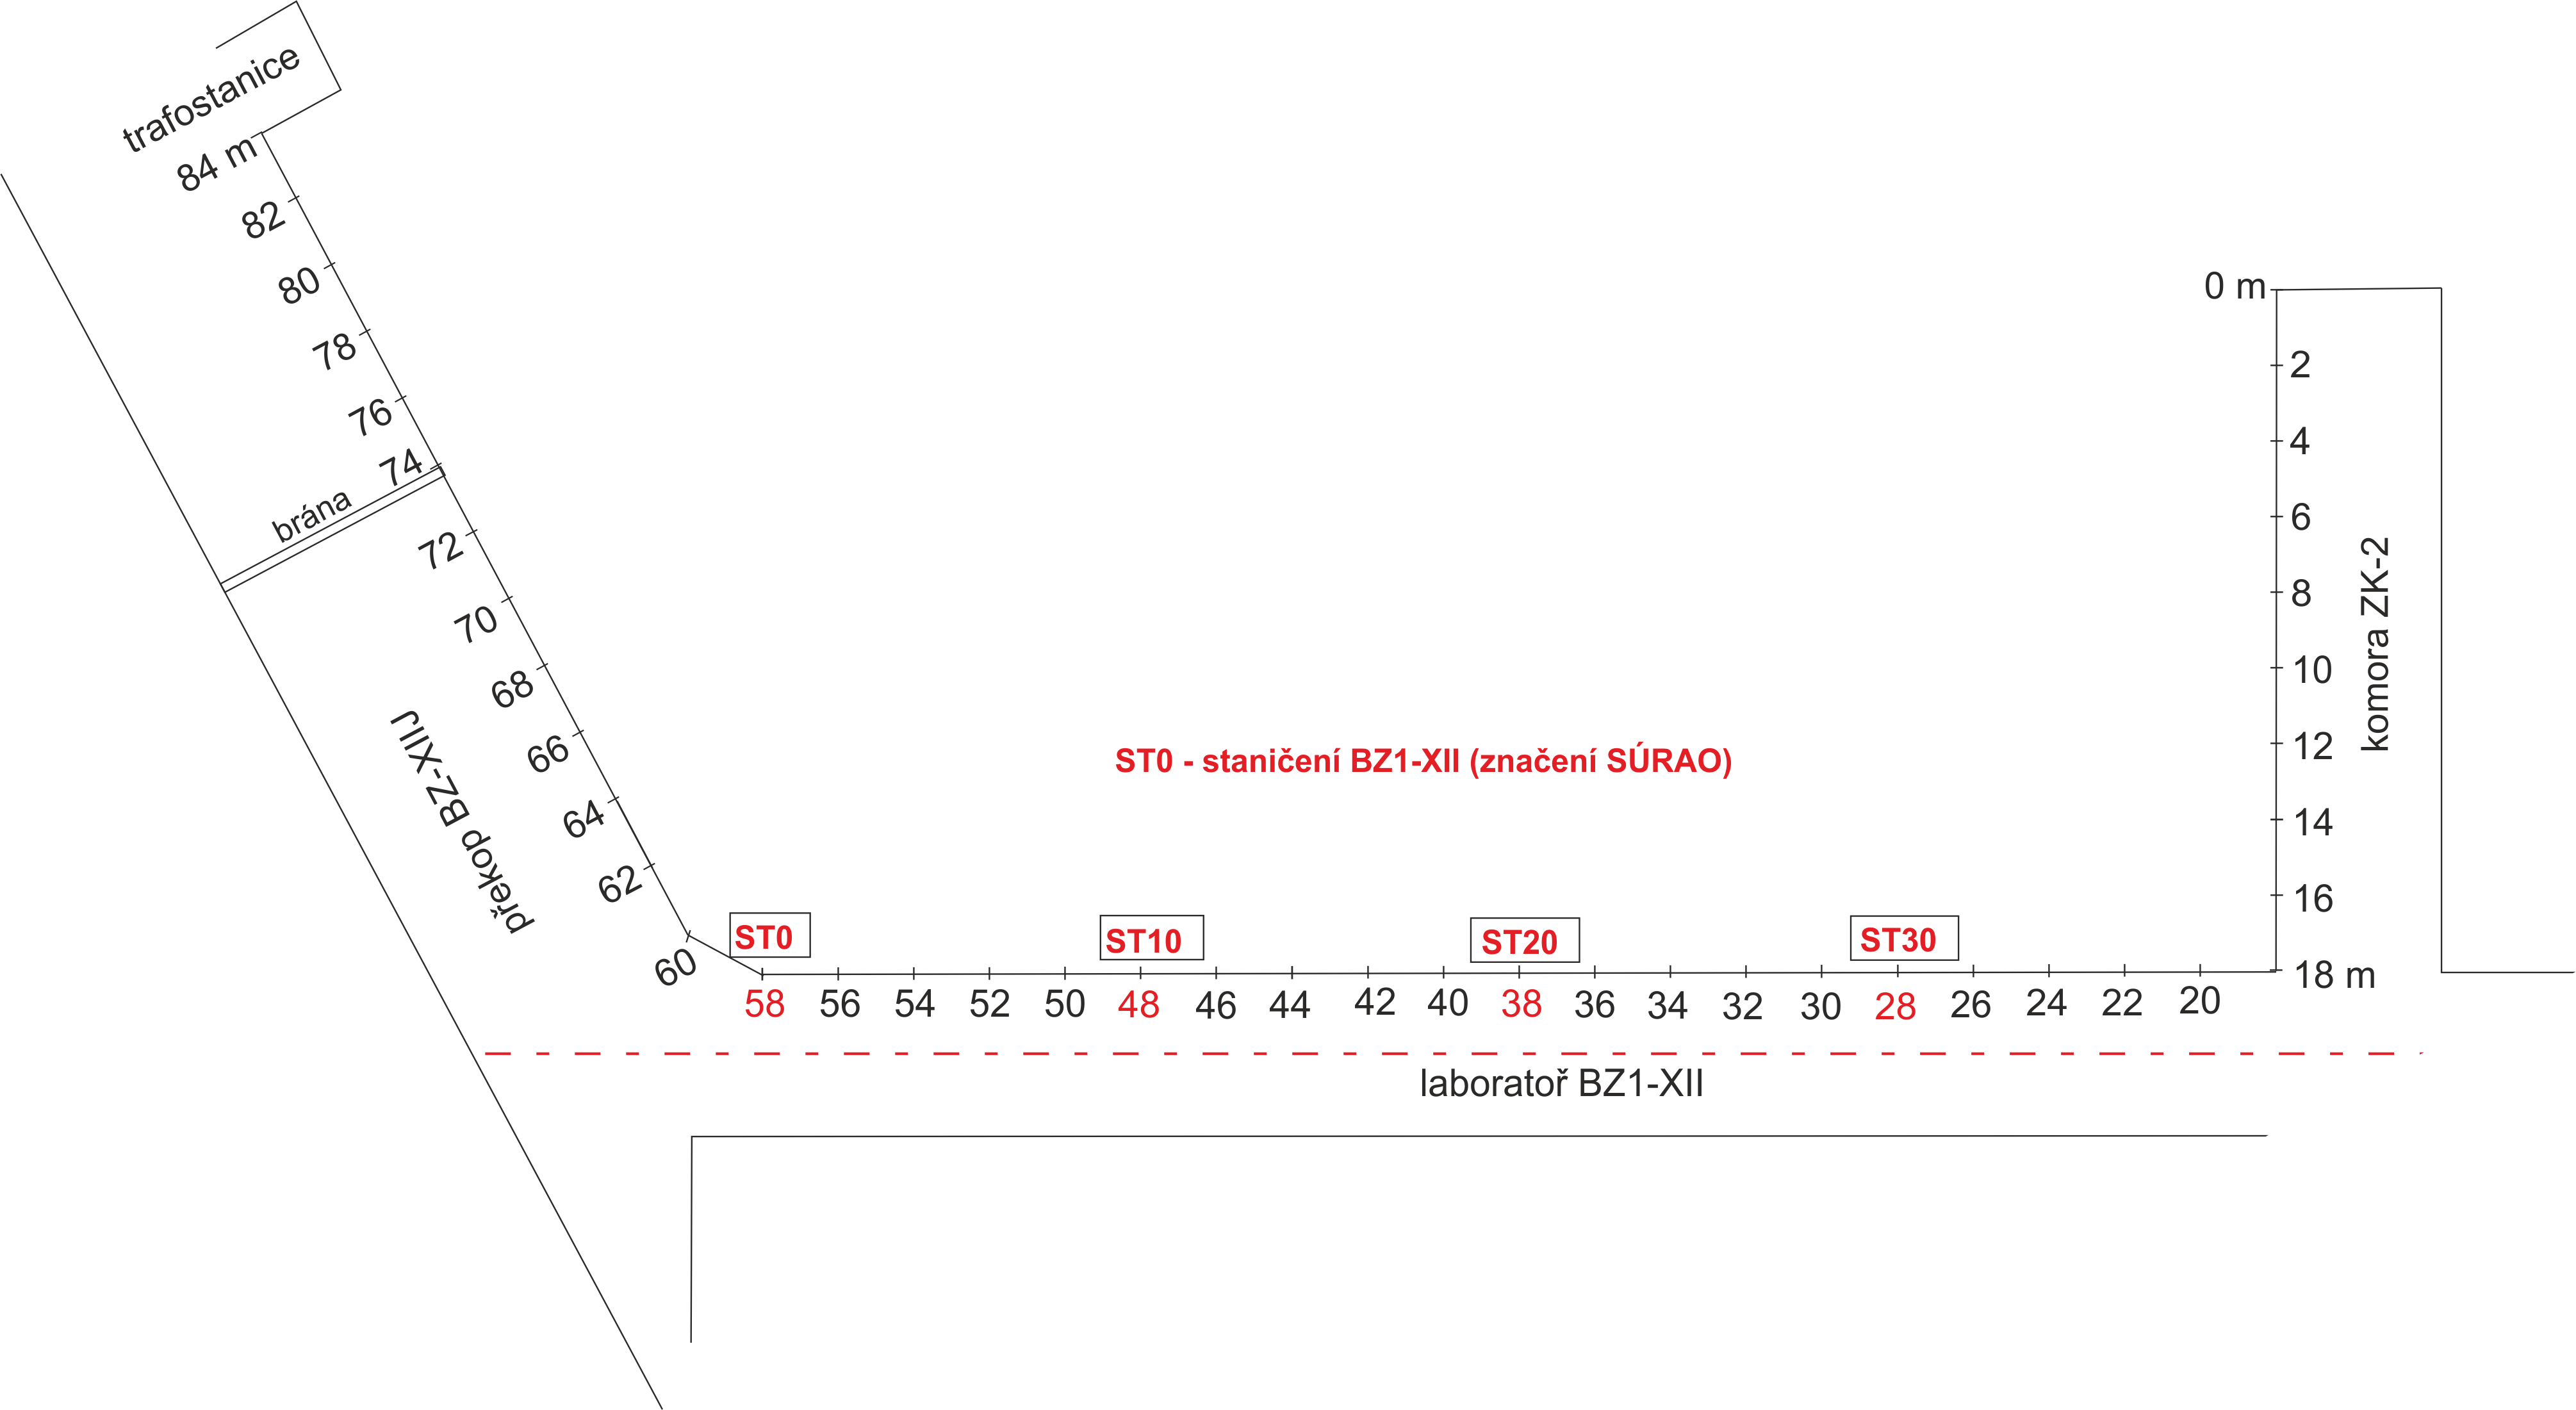 trafostanice
84 m
82
80
78
76
74
brána
72
70
68
66
64
62
60
překop BZ-XIIJ
0 m
2
4
6
8
10
12
14
16
18 m
komora ZK-2
ST0 - staničení BZ1-XII (značení SÚRAO)
ST0 ST10 ST20 ST30
58 56 54 52 50 48 46 44 42 40 38 36 34 32 30 28 26 24 22 20
laboratoř BZ1-XII